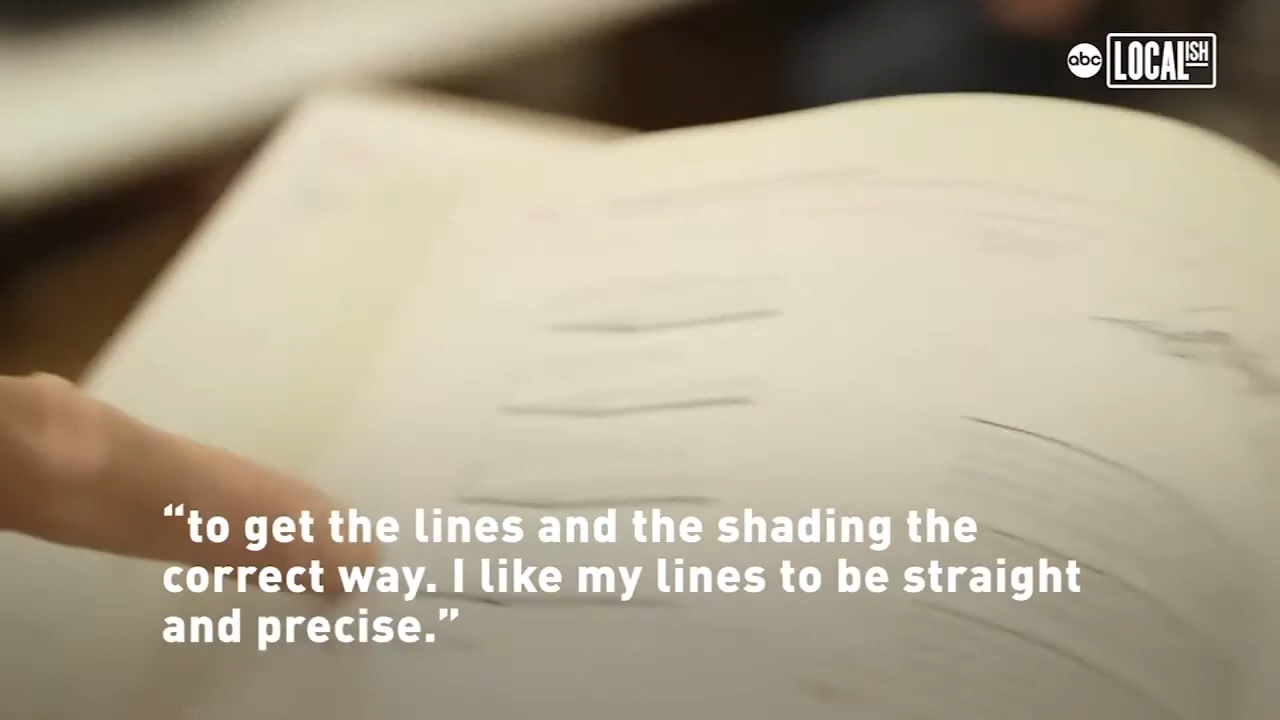 abc LOCALISH
“to get the lines and the shading the
correct way. I like my lines to be straight
and precise.”